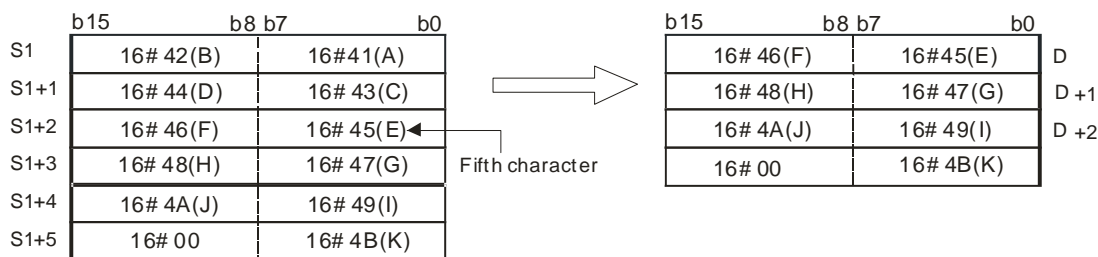 b15 b8 b7 b0 b15 b8 b7 b0
S1 16# 42(B) 16#41(A) 16# 46(F) 16#45(E) D
S1+1 16# 44(D) 16# 43(C) 16# 48(H) 16# 47(G) D +1
S1+2 16# 46(F) 16# 45(E) 16# 4A(J) 16# 49(I) D +2
S1+3 16# 48(H) 16# 47(G) Fifth character 16# 00 16# 4B(K)
S1+4 16# 4A(J) 16# 49(I)
S1+5 16# 00 16# 4B(K)